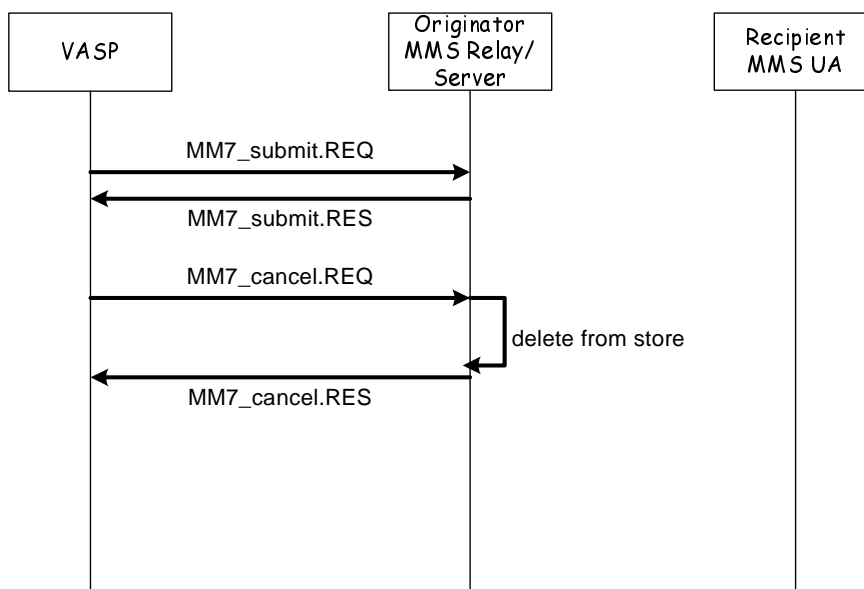 VASP
Originator
MMS Relay/
Server
Recipient
MMS UA
MM7_submit.REQ
MM7_submit.RES
MM7_cancel.REQ
delete from store
MM7_cancel.RES